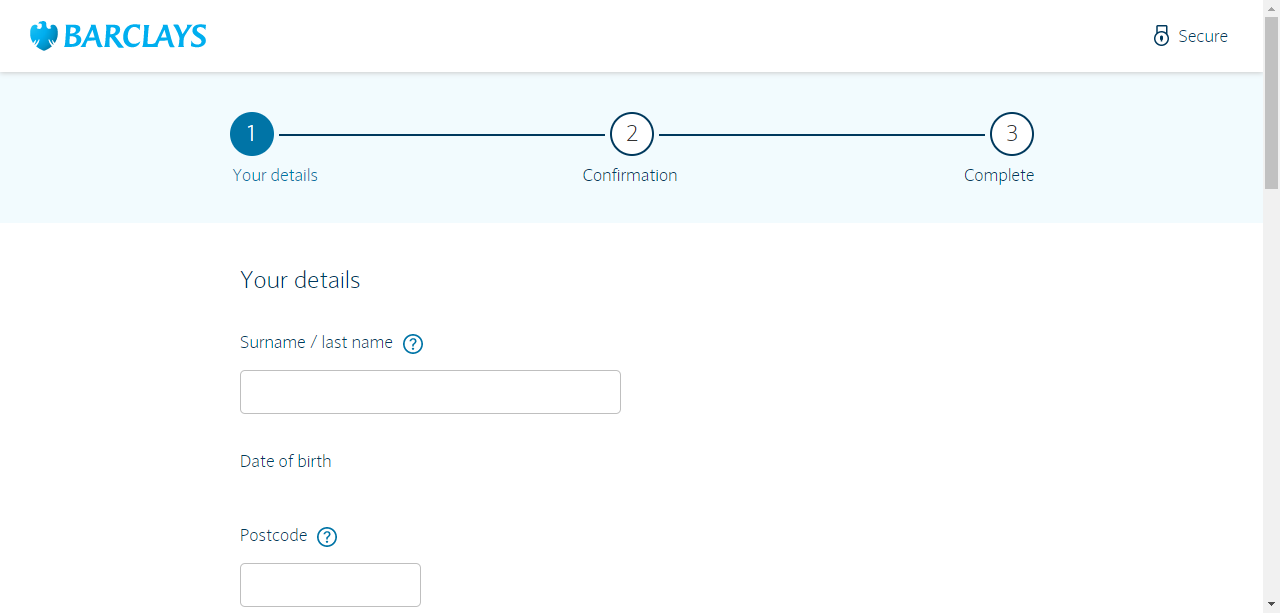 BARCLAYS
Secure
1
2
3
Your details
Confirmation
Complete
Your details
Surname / last name ?
Date of birth
Postcode ?